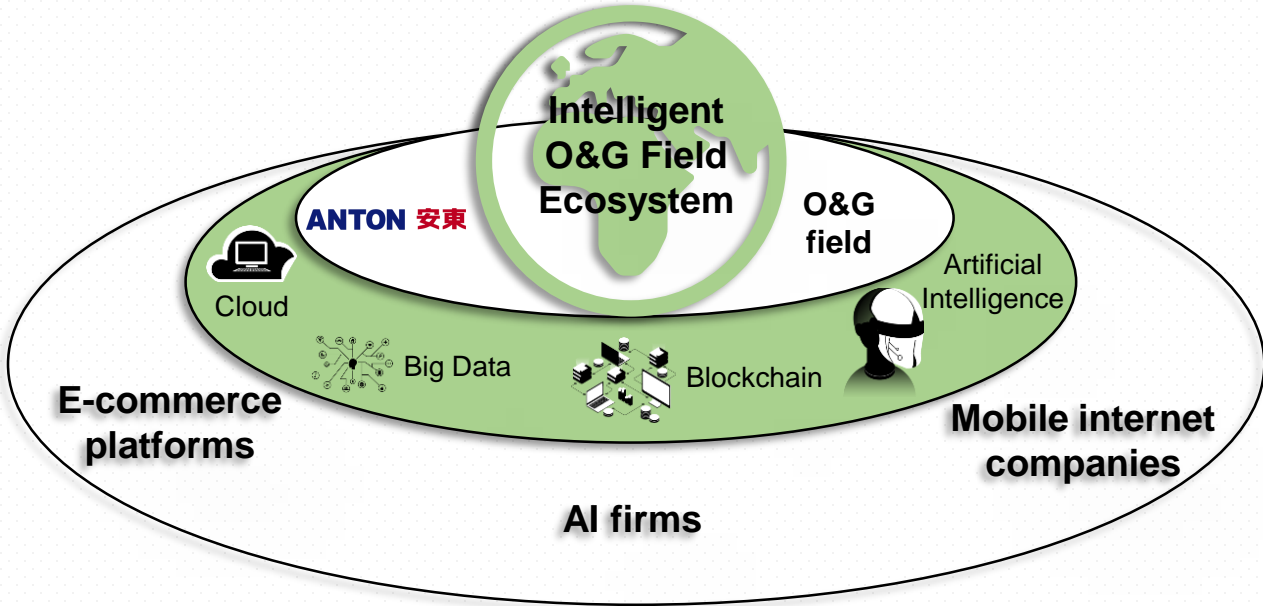 Intelligent
O&G Field
Ecosystem
ANTON 安東
O&G
field
Cloud
Big Data
Blockchain
Artificial
Intelligence
E-commerce
platforms
AI firms
Mobile internet
companies